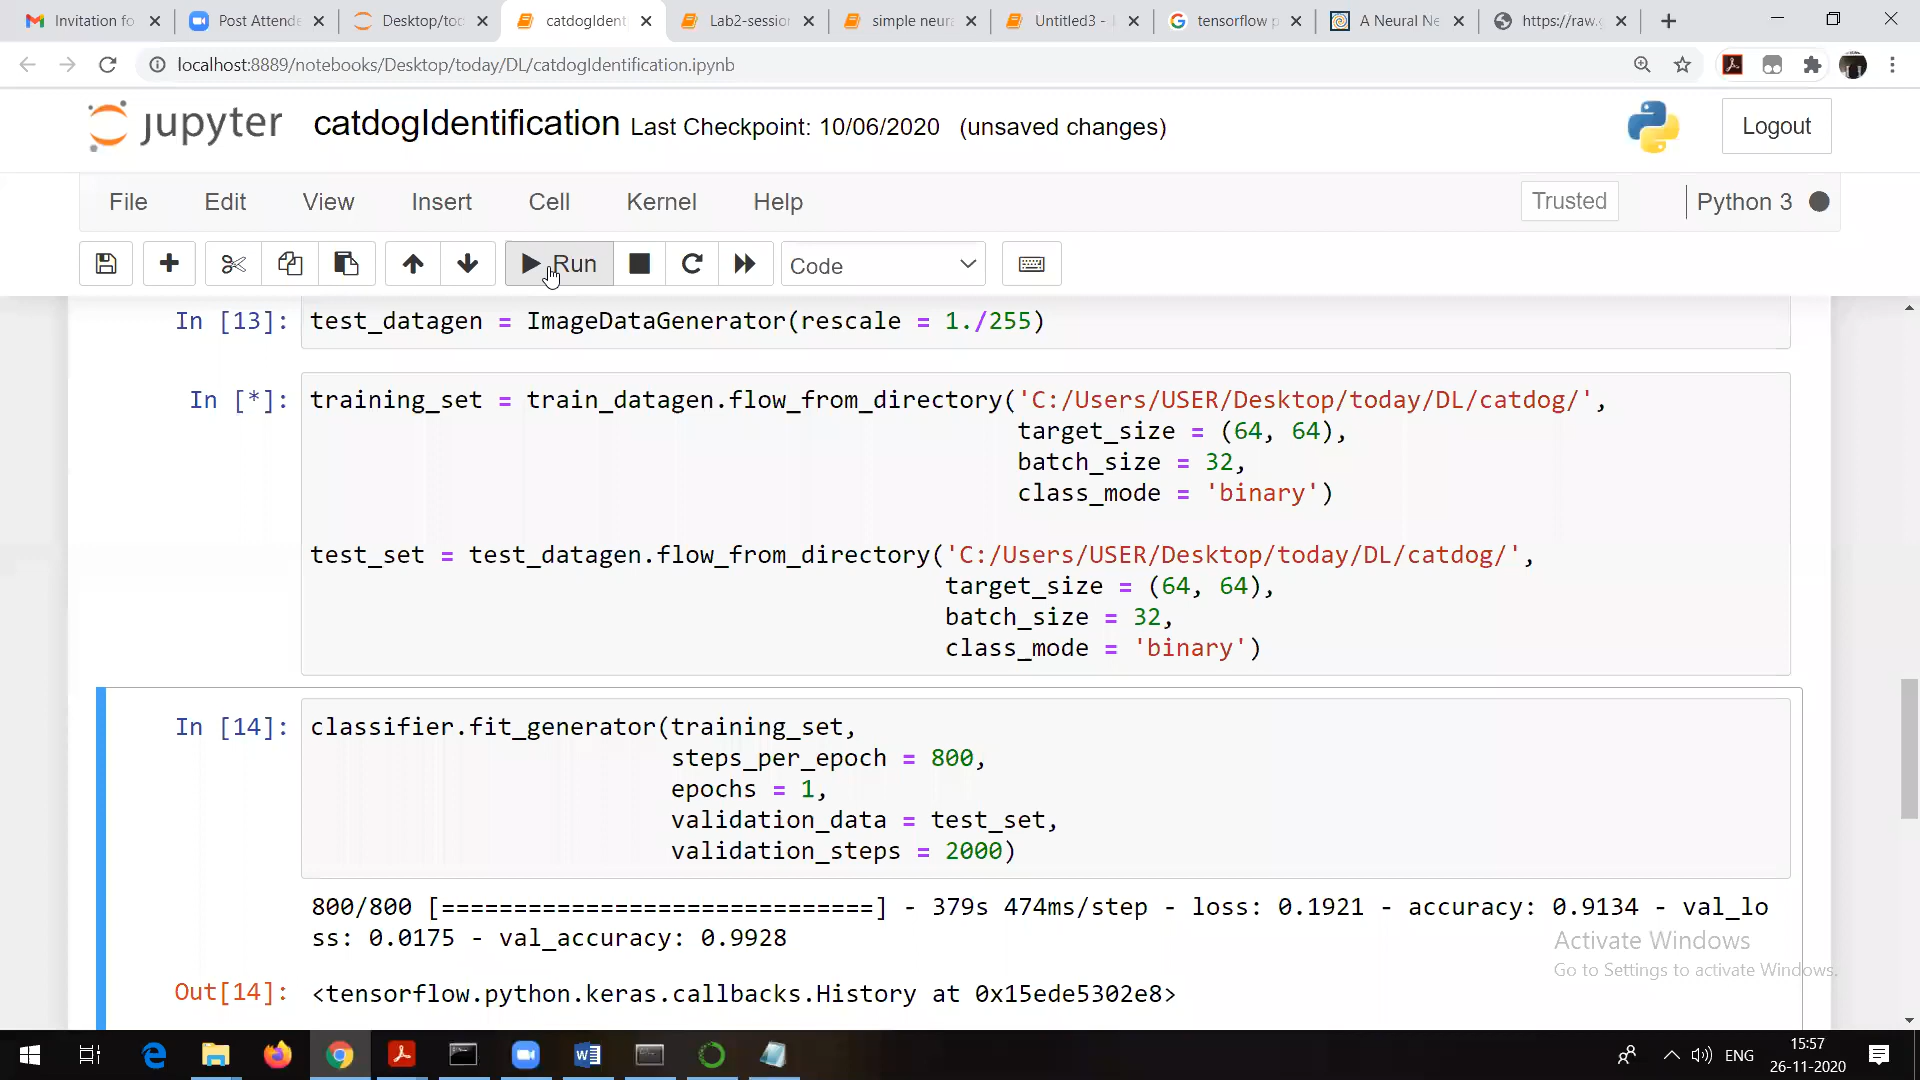 Invitation fo
Post Attende
Desktop/too
catdogIdent
Lab2-session
simple neura
Untitled3 -
tensorflow p
A Neural Ne
https://raw.g
localhost:8889/notebooks/Desktop/today/DL/catdogIdentification.ipynb
jupyter catdogIdentification Last Checkpoint: 10/06/2020 (unsaved changes)
Logout
File Edit View Insert Cell Kernel Help
Trusted
Python 3
Run
Code
In [13]: test_datagen = ImageDataGenerator(rescale = 1./255)
In [*]: training_set = train_datagen.flow_from_directory('C:/Users/USER/Desktop/today/DL/catdog/',
target_size = (64, 64),
batch_size = 32,
class_mode = 'binary')
test_set = test_datagen.flow_from_directory('C:/Users/USER/Desktop/today/DL/catdog/',
target_size = (64, 64),
batch_size = 32,
class_mode = 'binary')
In [14]: classifier.fit_generator(training_set,
steps_per_epoch = 800,
epochs = 1,
validation_data = test_set,
validation_steps = 2000)
800/800 [==============================] - 379s 474ms/step - loss: 0.1921 - accuracy: 0.9134 - val_lo
ss: 0.0175 - val_accuracy: 0.9928
Activate Windows
Go to Settings to activate Windows.
Out[14]: <tensorflow.python.keras.callbacks.History at 0x15ede5302e8>
ENG
15:57
26-11-2020